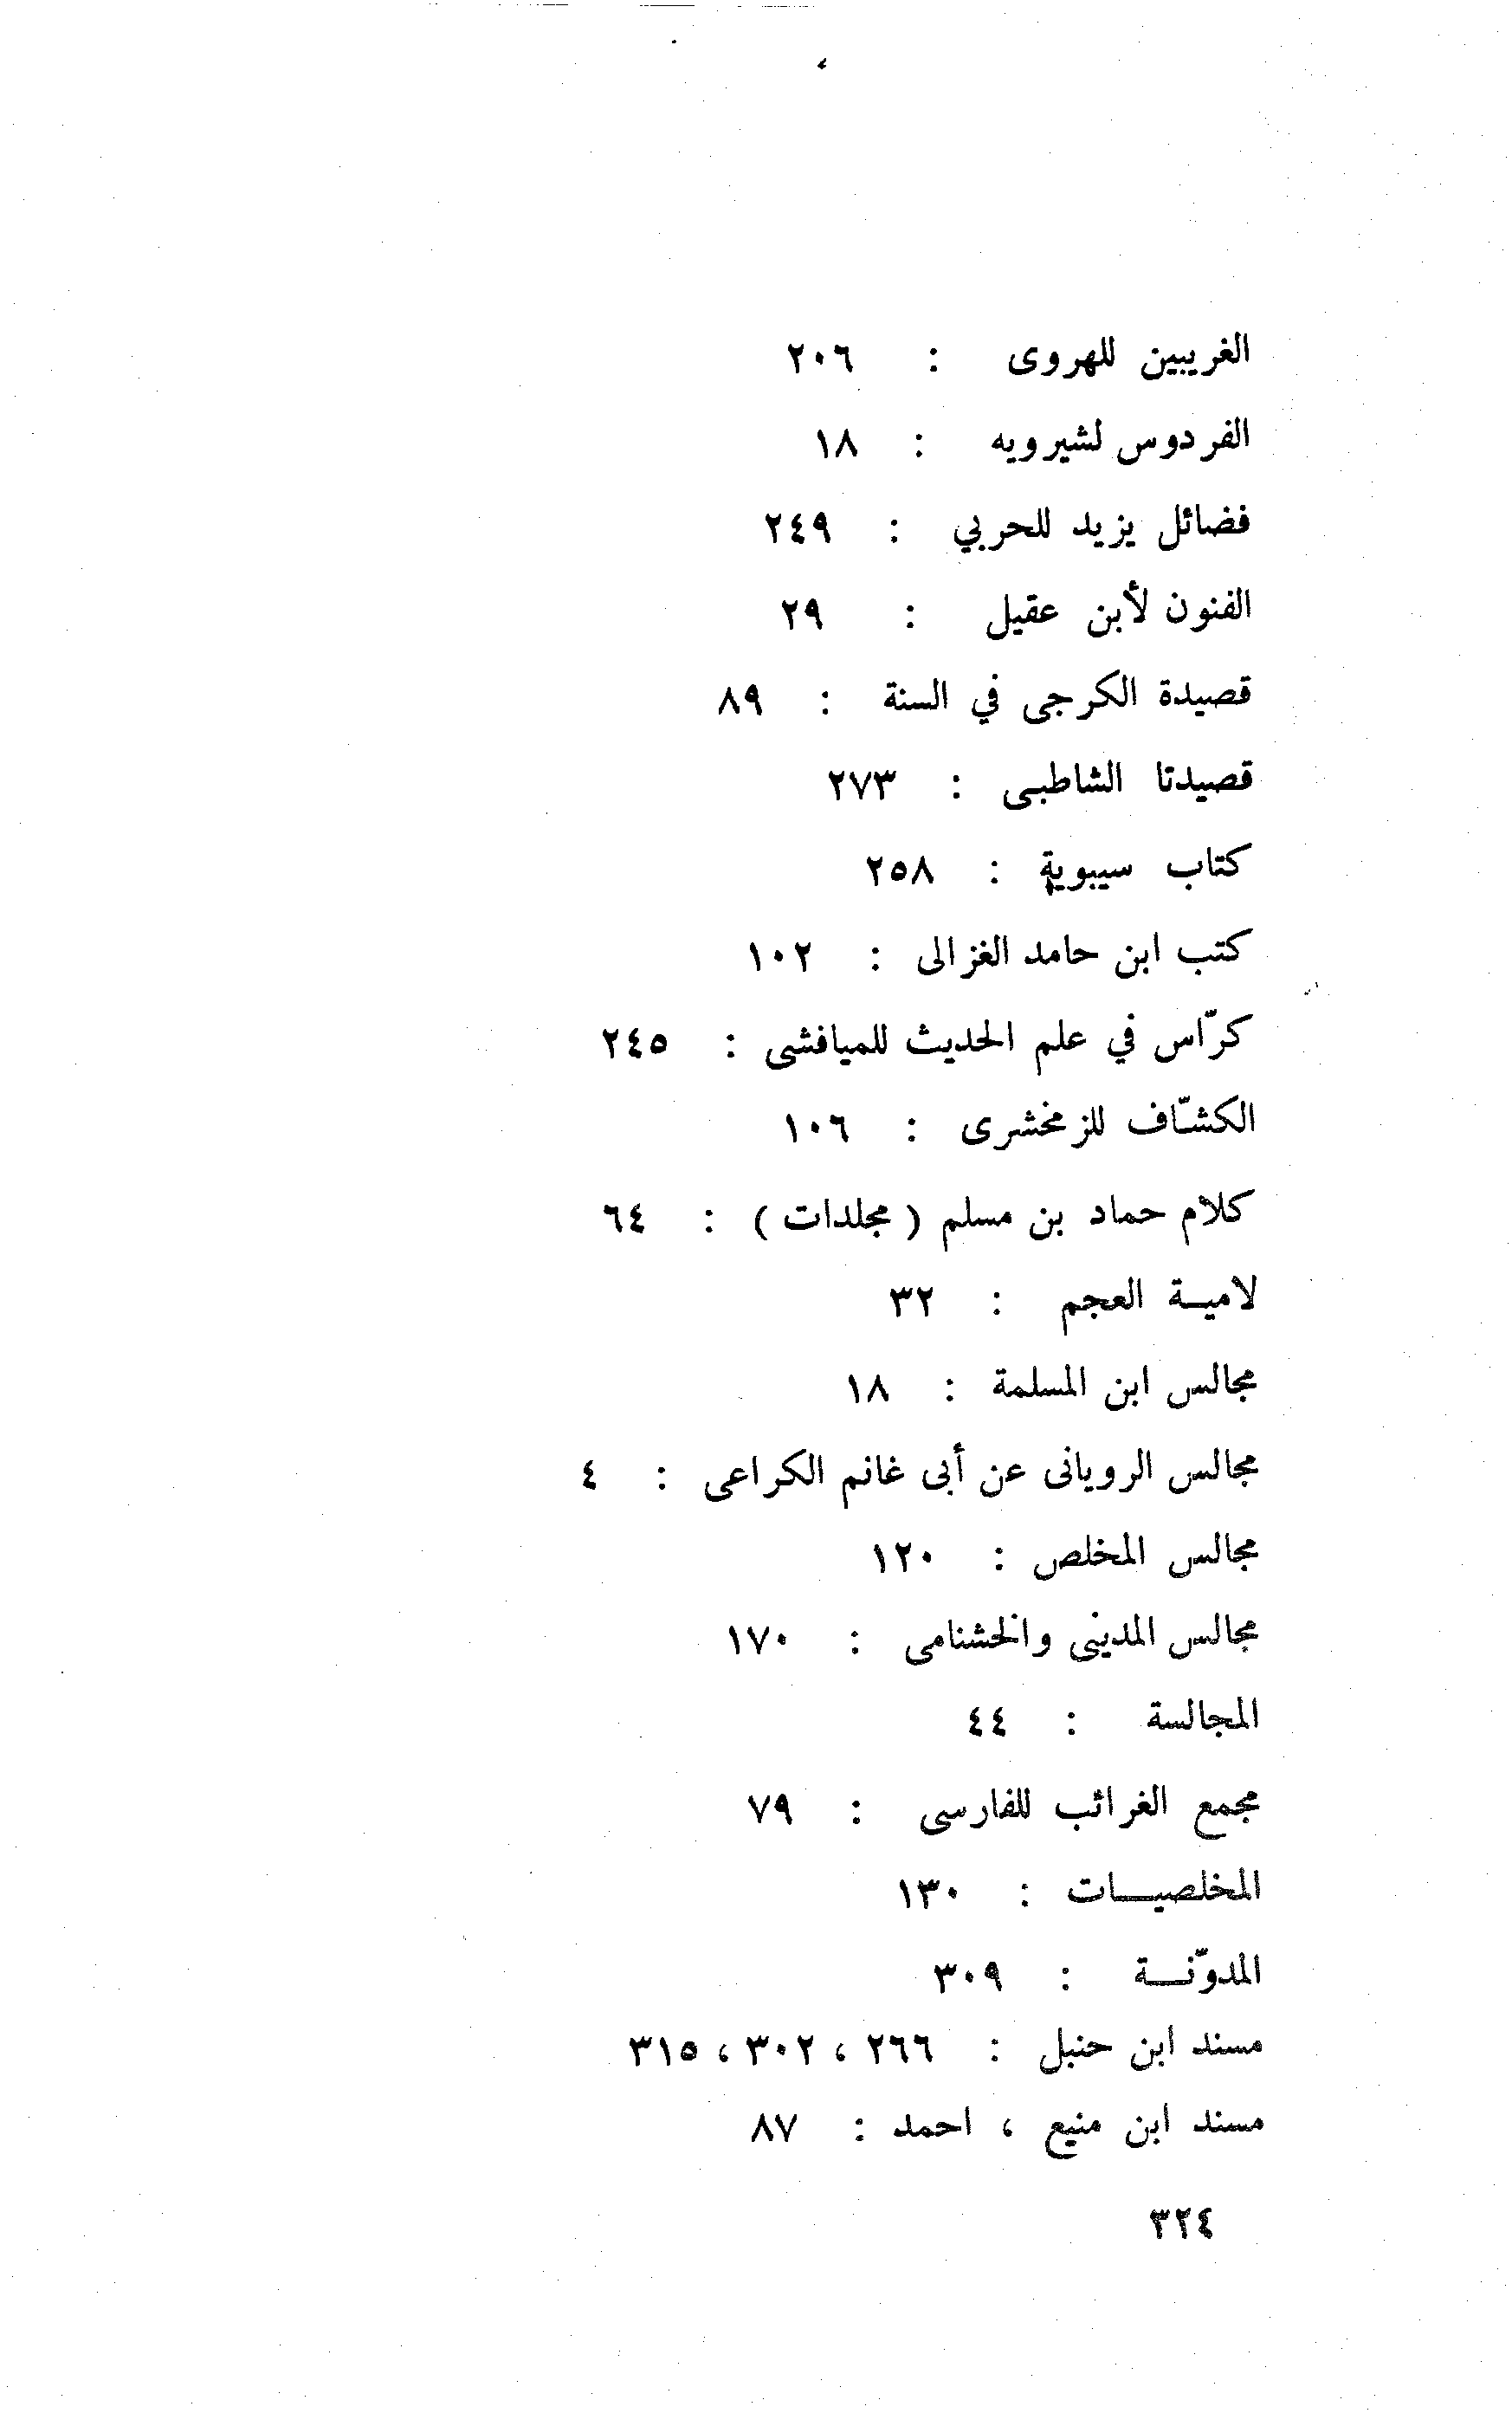 الغريبين للهروى : ٢٠٦
الفردوس لشيرويه : ١٨
فضائل يزيد للحربي : ٢٤٩
الفنون لأبن عقيل : ٢٩
قصيدة الكرجى في السنة : ٨٩
قصيدتا الشاطبى : ٢٧٣
كتاب سيبوية : ٢٥٨
كتب ابن حامد الغزالى : ١٠٢
كرّاس في علم الحديث للميافشى : ٢٤٥
الكشّاف للزمخشرى : ١٠٦
كلام حماد بن مسلم ( مجلدات ) : ٦٤
لاميـة العجم : ٣٢
مجالس ابن المسلمة : ١٨
مجالس الرويانى عن أبى غانم الكراعى : ٤
مجالس المخلص : ١٢٠
مجالس المدينى والخشنامى : ١٧٠
المجالسة : ٤٤
مجمع الغرائب للفارسى : ٧٩
المخلصيـــات : ١٣٠
المدوّنــة : ٣٠٩
مسند ابن حنبل : ٢٦٦ ، ٣٠٢ ، ٣١٥
مسند ابن منيع ، احمد : ٨٧
٣٢٤